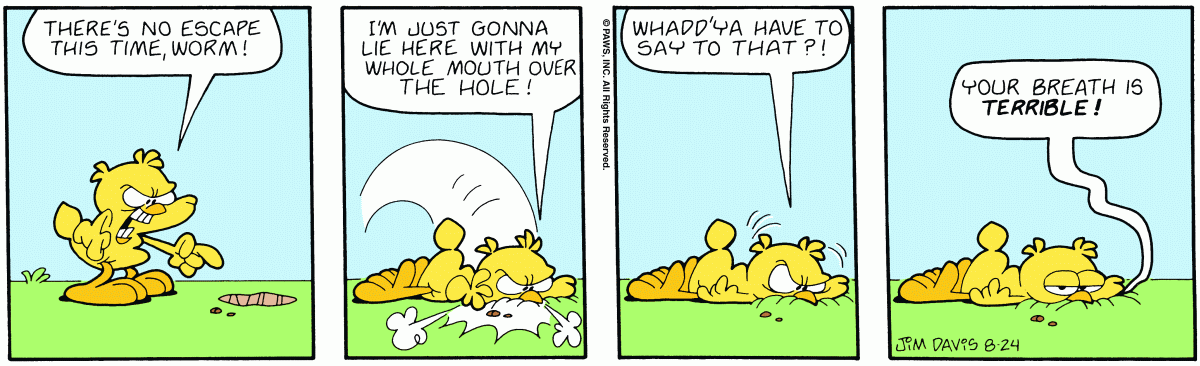 THERE'S NO ESCAPE
THIS TIME, WORM!
I'M JUST GONNA
LIE HERE WITH MY
WHOLE MOUTH OVER
THE HOLE!
© PAWS, INC. All Rights Reserved.
WHADD'YA HAVE TO
SAY TO THAT?!
YOUR BREATH IS
TERRIBLE!
JIM DAVIS 8-24